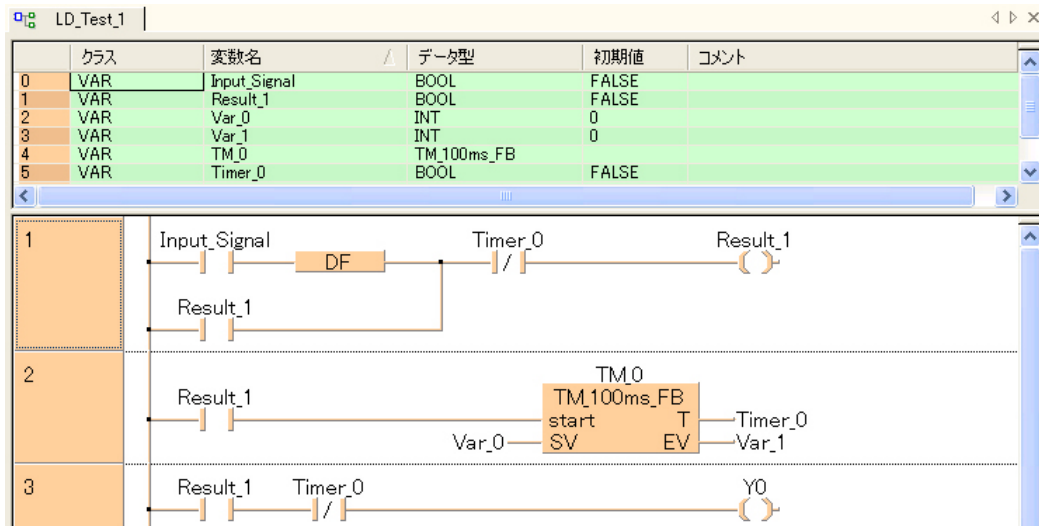 LD_Test_1
クラス 変数名 データ型 初期値 コメント
0 VAR Input_Signal BOOL FALSE
1 VAR Result_1 BOOL FALSE
2 VAR Var_0 INT 0
3 VAR Var_1 INT 0
4 VAR TM_0 TM_100ms_FB
5 VAR Timer_0 BOOL FALSE
1
Input_Signal Timer_0 Result_1
DF
Result_1
2
TM_0
Result_1 TM_100ms_FB
start T Timer_0
Var_0 SV EV Var_1
3 Result_1 Timer_0 Y0